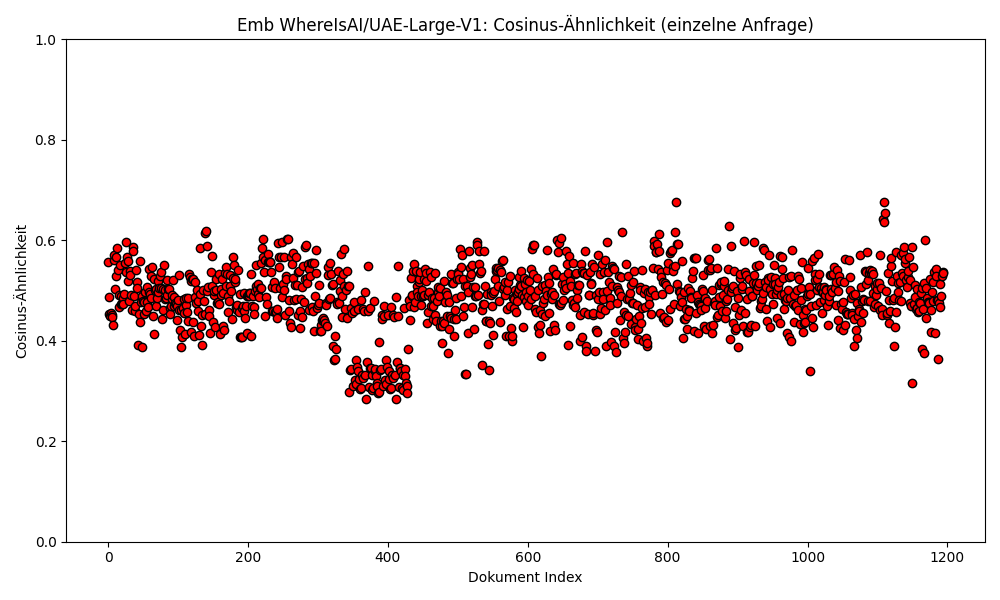 Emb WhereIsAI/UAE-Large-V1: Cosinus-Ähnlichkeit (einzelne Anfrage)
Cosinus-Ähnlichkeit
1.0
0.8
0.6
0.4
0.2
0.0
0 200 400 600 800 1000 1200
Dokument Index